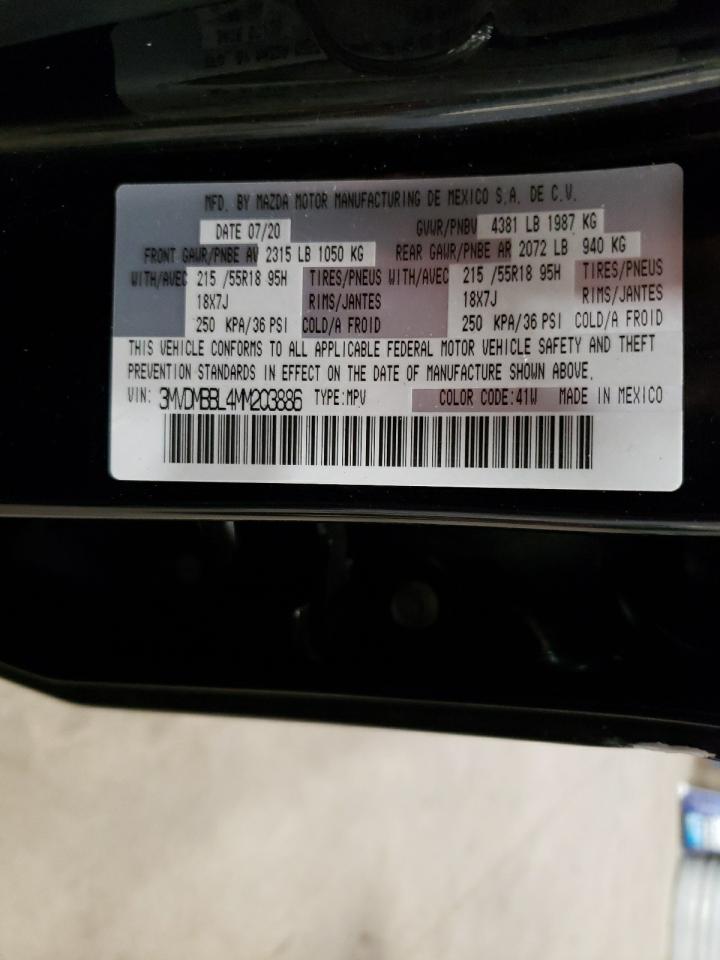 MFD. BY MAZDA MOTOR MANUFACTURING DE MEXICO S.A. DE C.V.
DATE 07/20 GVWR/PNBV 4381 LB 1987 KG
FRONT GAWR/PNBE AV 2315 LB 1050 KG REAR GAWR/PNBE AR 2072 LB 940 KG
WITH/AVEC 215 /55R18 95H TIRES/PNEUS WITH/AVEC 215 /55R18 95H TIRES/PNEUS
18X7J RIMS/JANTES 18X7J RIMS/JANTES
250 KPA/36 PSI COLD/A FROID 250 KPA/36 PSI COLD/A FROID
THIS VEHICLE CONFORMS TO ALL APPLICABLE FEDERAL MOTOR VEHICLE SAFETY AND THEFT
PREVENTION STANDARDS IN EFFECT ON THE DATE OF MANUFACTURE SHOWN ABOVE.
VIN: 3MVDMBBL4MM203886 TYPE:MPV COLOR CODE:41W MADE IN MEXICO